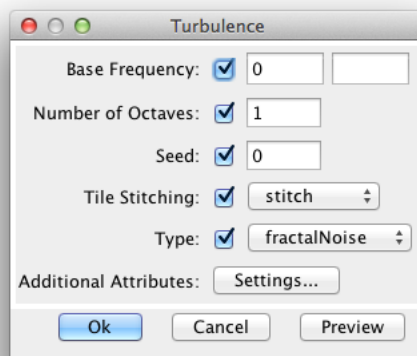 Turbulence
Base Frequency: 0
Number of Octaves: 1
Seed: 0
Tile Stitching: stitch
Type: fractalNoise
Additional Attributes: Settings...
Ok Cancel Preview